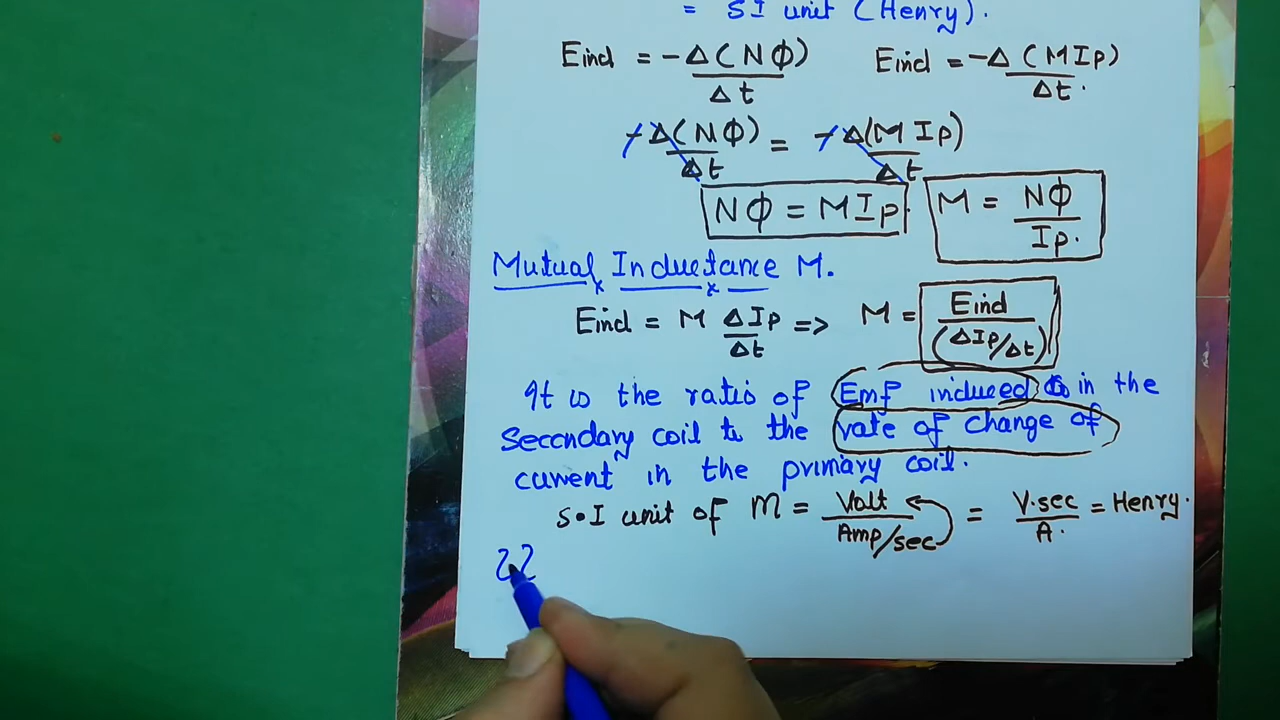 = SI unit (Henry).
Eind = -Δ(NΦ)/Δt Eind = -Δ(MIp)/Δt.
-Δ(NΦ)/Δt = -Δ(MIp)/Δt
NΦ = MIp. M = NΦ/Ip.
Mutual Inductance M.
Eind = M ΔIp/Δt => M = Eind/(ΔIp/Δt)
It is the ratio of Emf induced in the
Secondary coil to the rate of change of
current in the primary coil.
S.I unit of M = Volt/Amp/sec = V.sec/A. = Henry.